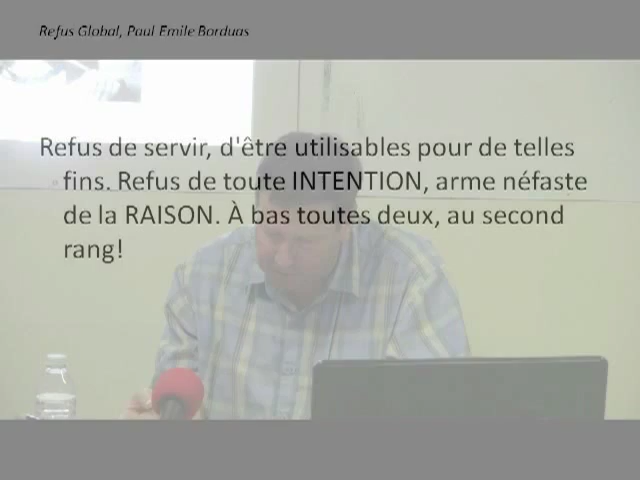 Refus Global, Paul Emile Borduas
Refus de servir, d'être utilisables pour de telles
fins. Refus de toute INTENTION, arme néfaste
de la RAISON. À bas toutes deux, au second
rang!